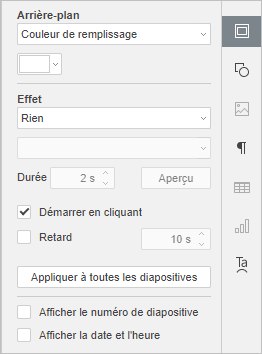 Arrière-plan
Couleur de remplissage
Effet
Rien
Durée 2 s Aperçu
Démarrer en cliquant
Retard 10 s
Appliquer à toutes les diapositives
Afficher le numéro de diapositive
Afficher la date et l'heure
¶
Ta